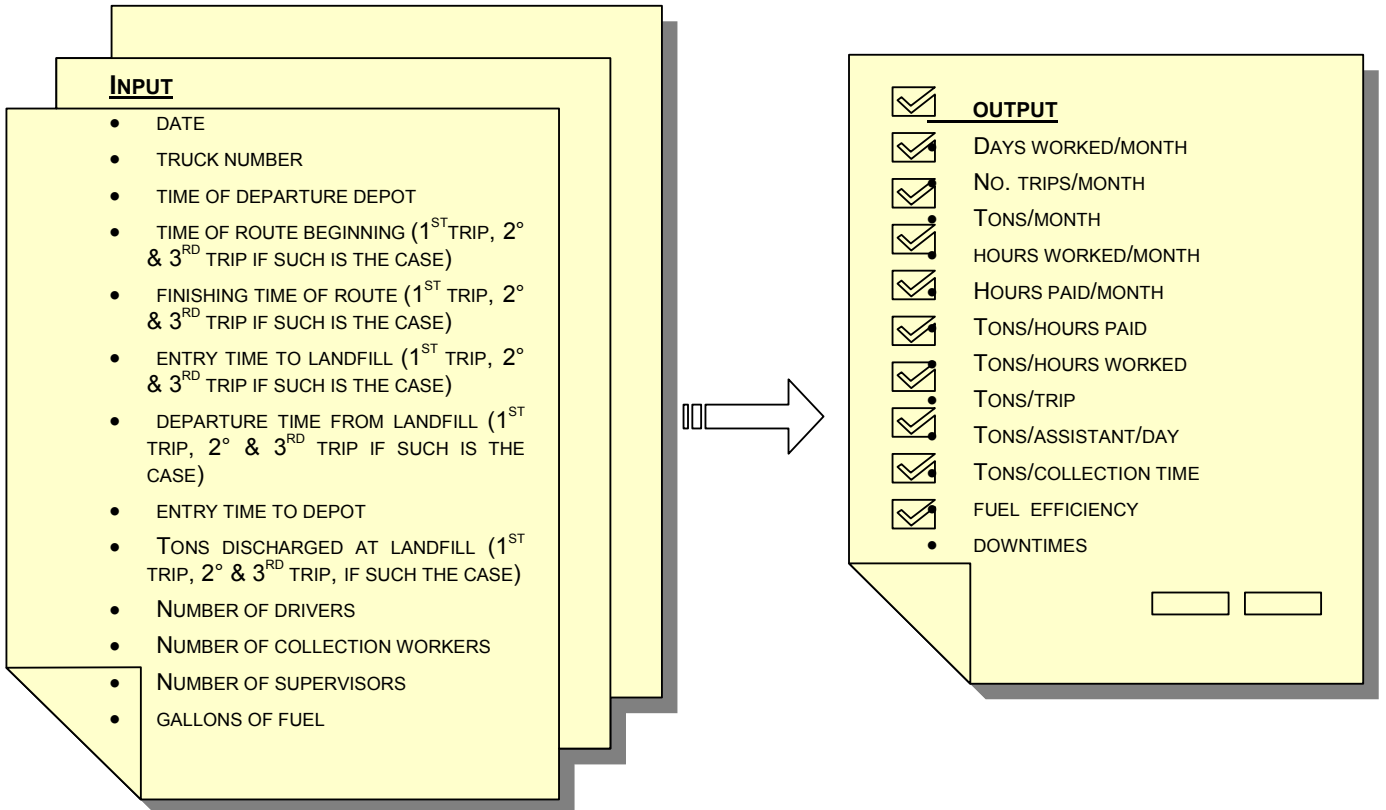 INPUT
• DATE
• TRUCK NUMBER
• TIME OF DEPARTURE DEPOT
• TIME OF ROUTE BEGINNING (1ST TRIP, 2°
& 3RD TRIP IF SUCH IS THE CASE)
• FINISHING TIME OF ROUTE (1ST TRIP, 2°
& 3RD TRIP IF SUCH IS THE CASE)
• ENTRY TIME TO LANDFILL (1ST TRIP, 2°
& 3RD TRIP IF SUCH IS THE CASE)
• DEPARTURE TIME FROM LANDFILL (1ST
TRIP, 2° & 3RD TRIP IF SUCH IS THE
CASE)
• ENTRY TIME TO DEPOT
• TONS DISCHARGED AT LANDFILL (1ST
TRIP, 2° & 3RD TRIP, IF SUCH THE CASE)
• NUMBER OF DRIVERS
• NUMBER OF COLLECTION WORKERS
• NUMBER OF SUPERVISORS
• GALLONS OF FUEL
OUTPUT
• DAYS WORKED/MONTH
• NO. TRIPS/MONTH
• TONS/MONTH
• HOURS WORKED/MONTH
• HOURS PAID/MONTH
• TONS/HOURS PAID
• TONS/HOURS WORKED
• TONS/TRIP
• TONS/ASSISTANT/DAY
• TONS/COLLECTION TIME
• FUEL EFFICIENCY
• DOWNTIMES